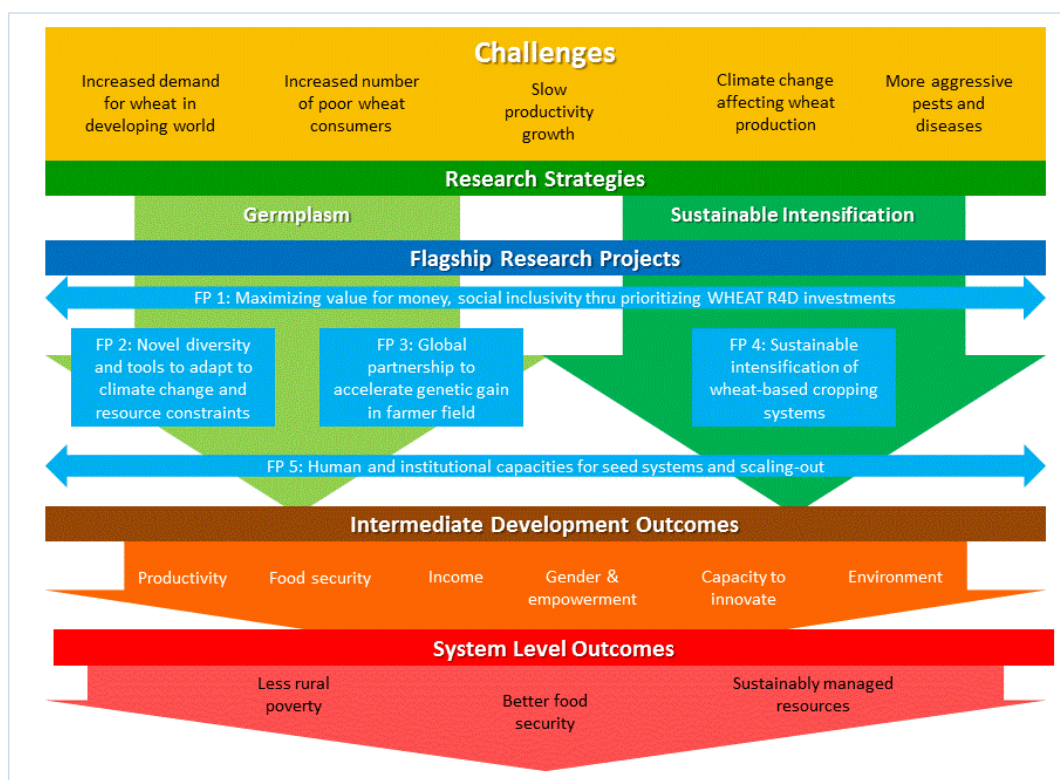 Challenges
Increased demand
for wheat in
developing world
Increased number
of poor wheat
consumers
Slow
productivity
growth
Climate change
affecting wheat
production
More aggressive
pests and
diseases
Research Strategies
Germplasm
Sustainable Intensification
Flagship Research Projects
FP 1: Maximizing value for money, social inclusivity thru prioritizing WHEAT R4D investments
FP 2: Novel diversity
and tools to adapt to
climate change and
resource constraints
FP 3: Global
partnership to
accelerate genetic gain
in farmer field
FP 4: Sustainable
intensification of
wheat-based cropping
systems
FP 5: Human and institutional capacities for seed systems and scaling-out
Intermediate Development Outcomes
Productivity
Food security
Income
Gender &
empowerment
Capacity to
innovate
Environment
System Level Outcomes
Less rural
poverty
Better food
security
Sustainably managed
resources